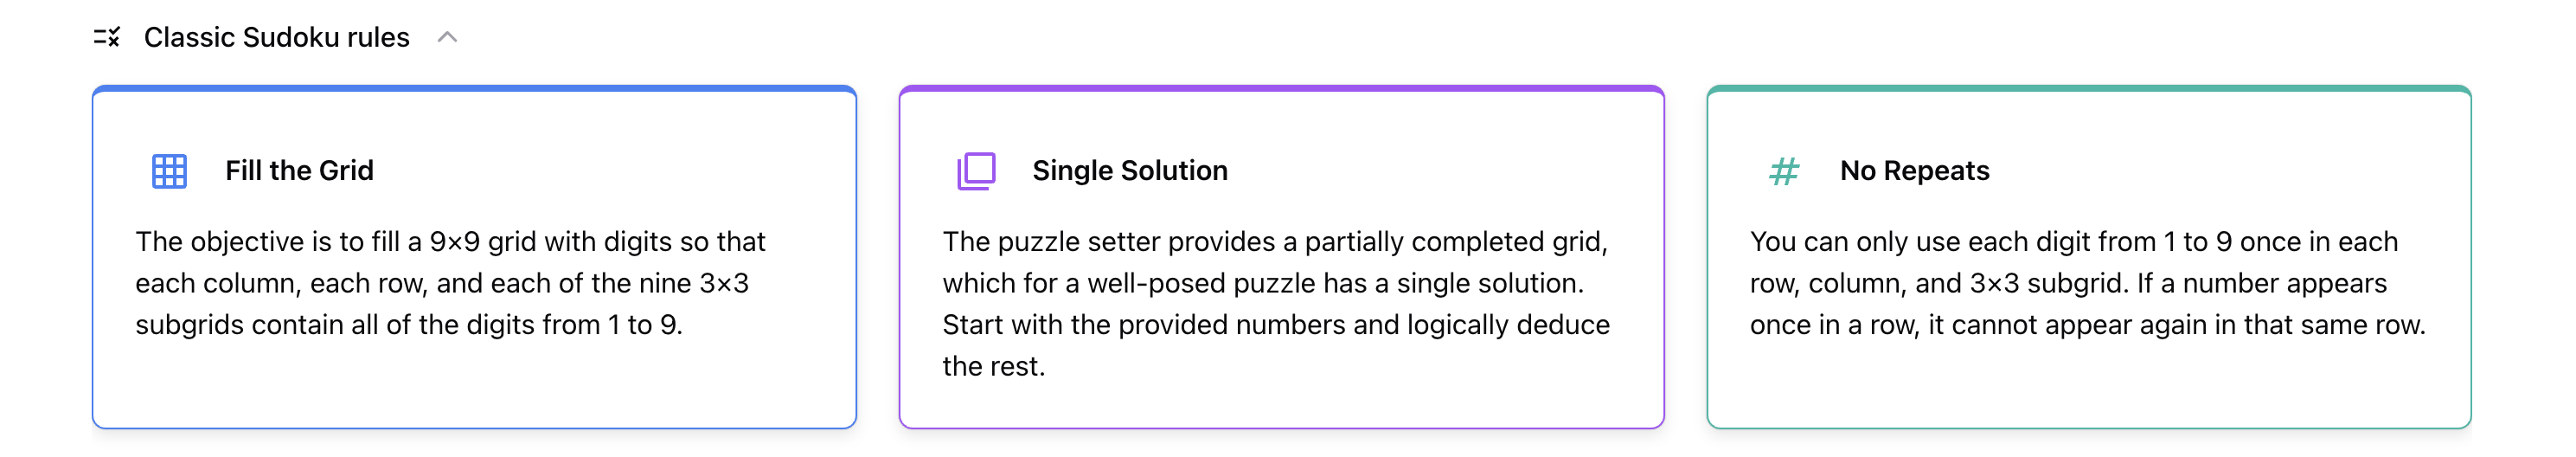 Classic Sudoku rules
Fill the Grid
The objective is to fill a 9×9 grid with digits so that
each column, each row, and each of the nine 3×3
subgrids contain all of the digits from 1 to 9.
Single Solution
The puzzle setter provides a partially completed grid,
which for a well-posed puzzle has a single solution.
Start with the provided numbers and logically deduce
the rest.
No Repeats
You can only use each digit from 1 to 9 once in each
row, column, and 3×3 subgrid. If a number appears
once in a row, it cannot appear again in that same row.